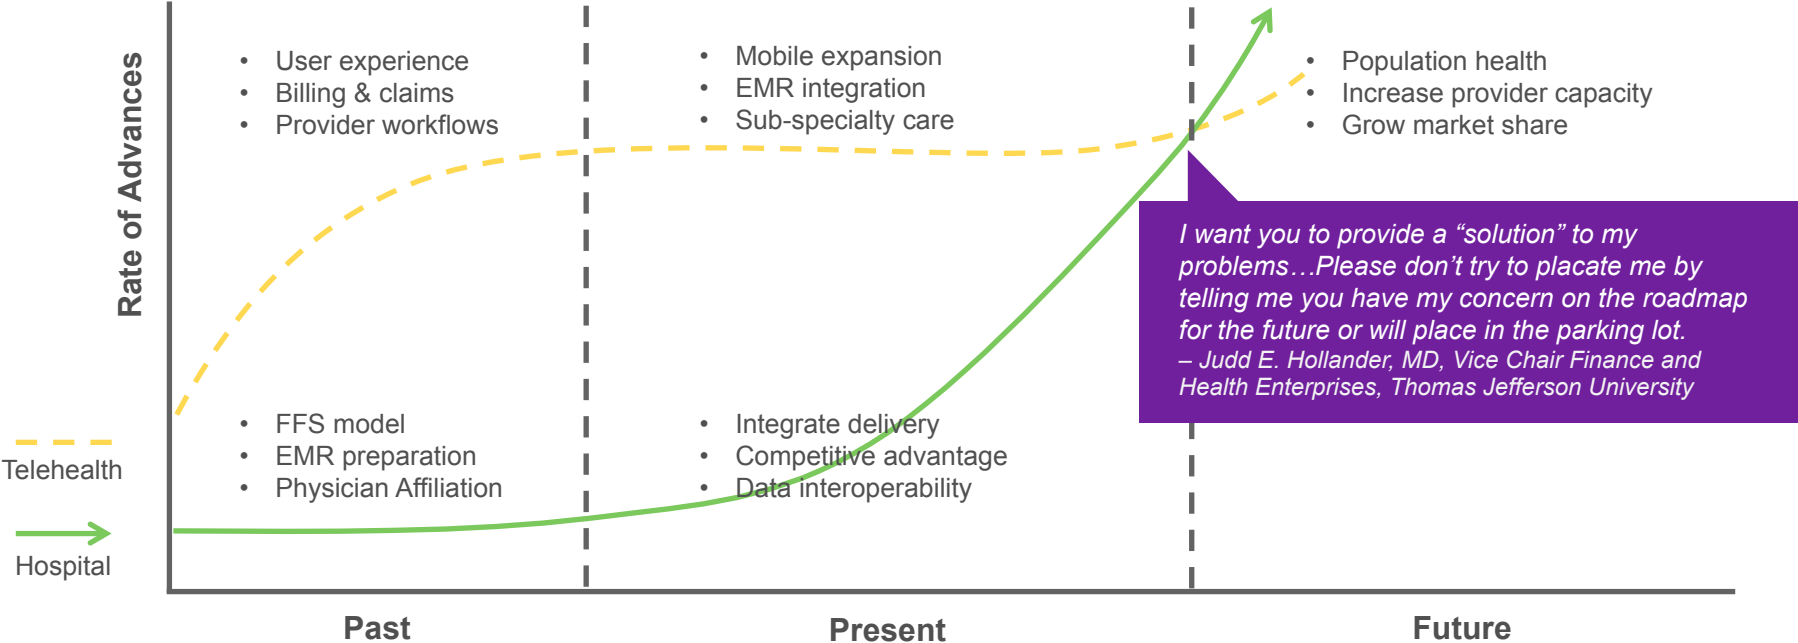 Rate of Advances
• User experience
• Billing & claims
• Provider workflows
• Mobile expansion
• EMR integration
• Sub-specialty care
• Population health
• Increase provider capacity
• Grow market share
I want you to provide a “solution” to my
problems…Please don’t try to placate me by
telling me you have my concern on the roadmap
for the future or will place in the parking lot.
– Judd E. Hollander, MD, Vice Chair Finance and
Health Enterprises, Thomas Jefferson University
• FFS model
• EMR preparation
• Physician Affiliation
• Integrate delivery
• Competitive advantage
• Data interoperability
Telehealth
Hospital
Past
Present
Future